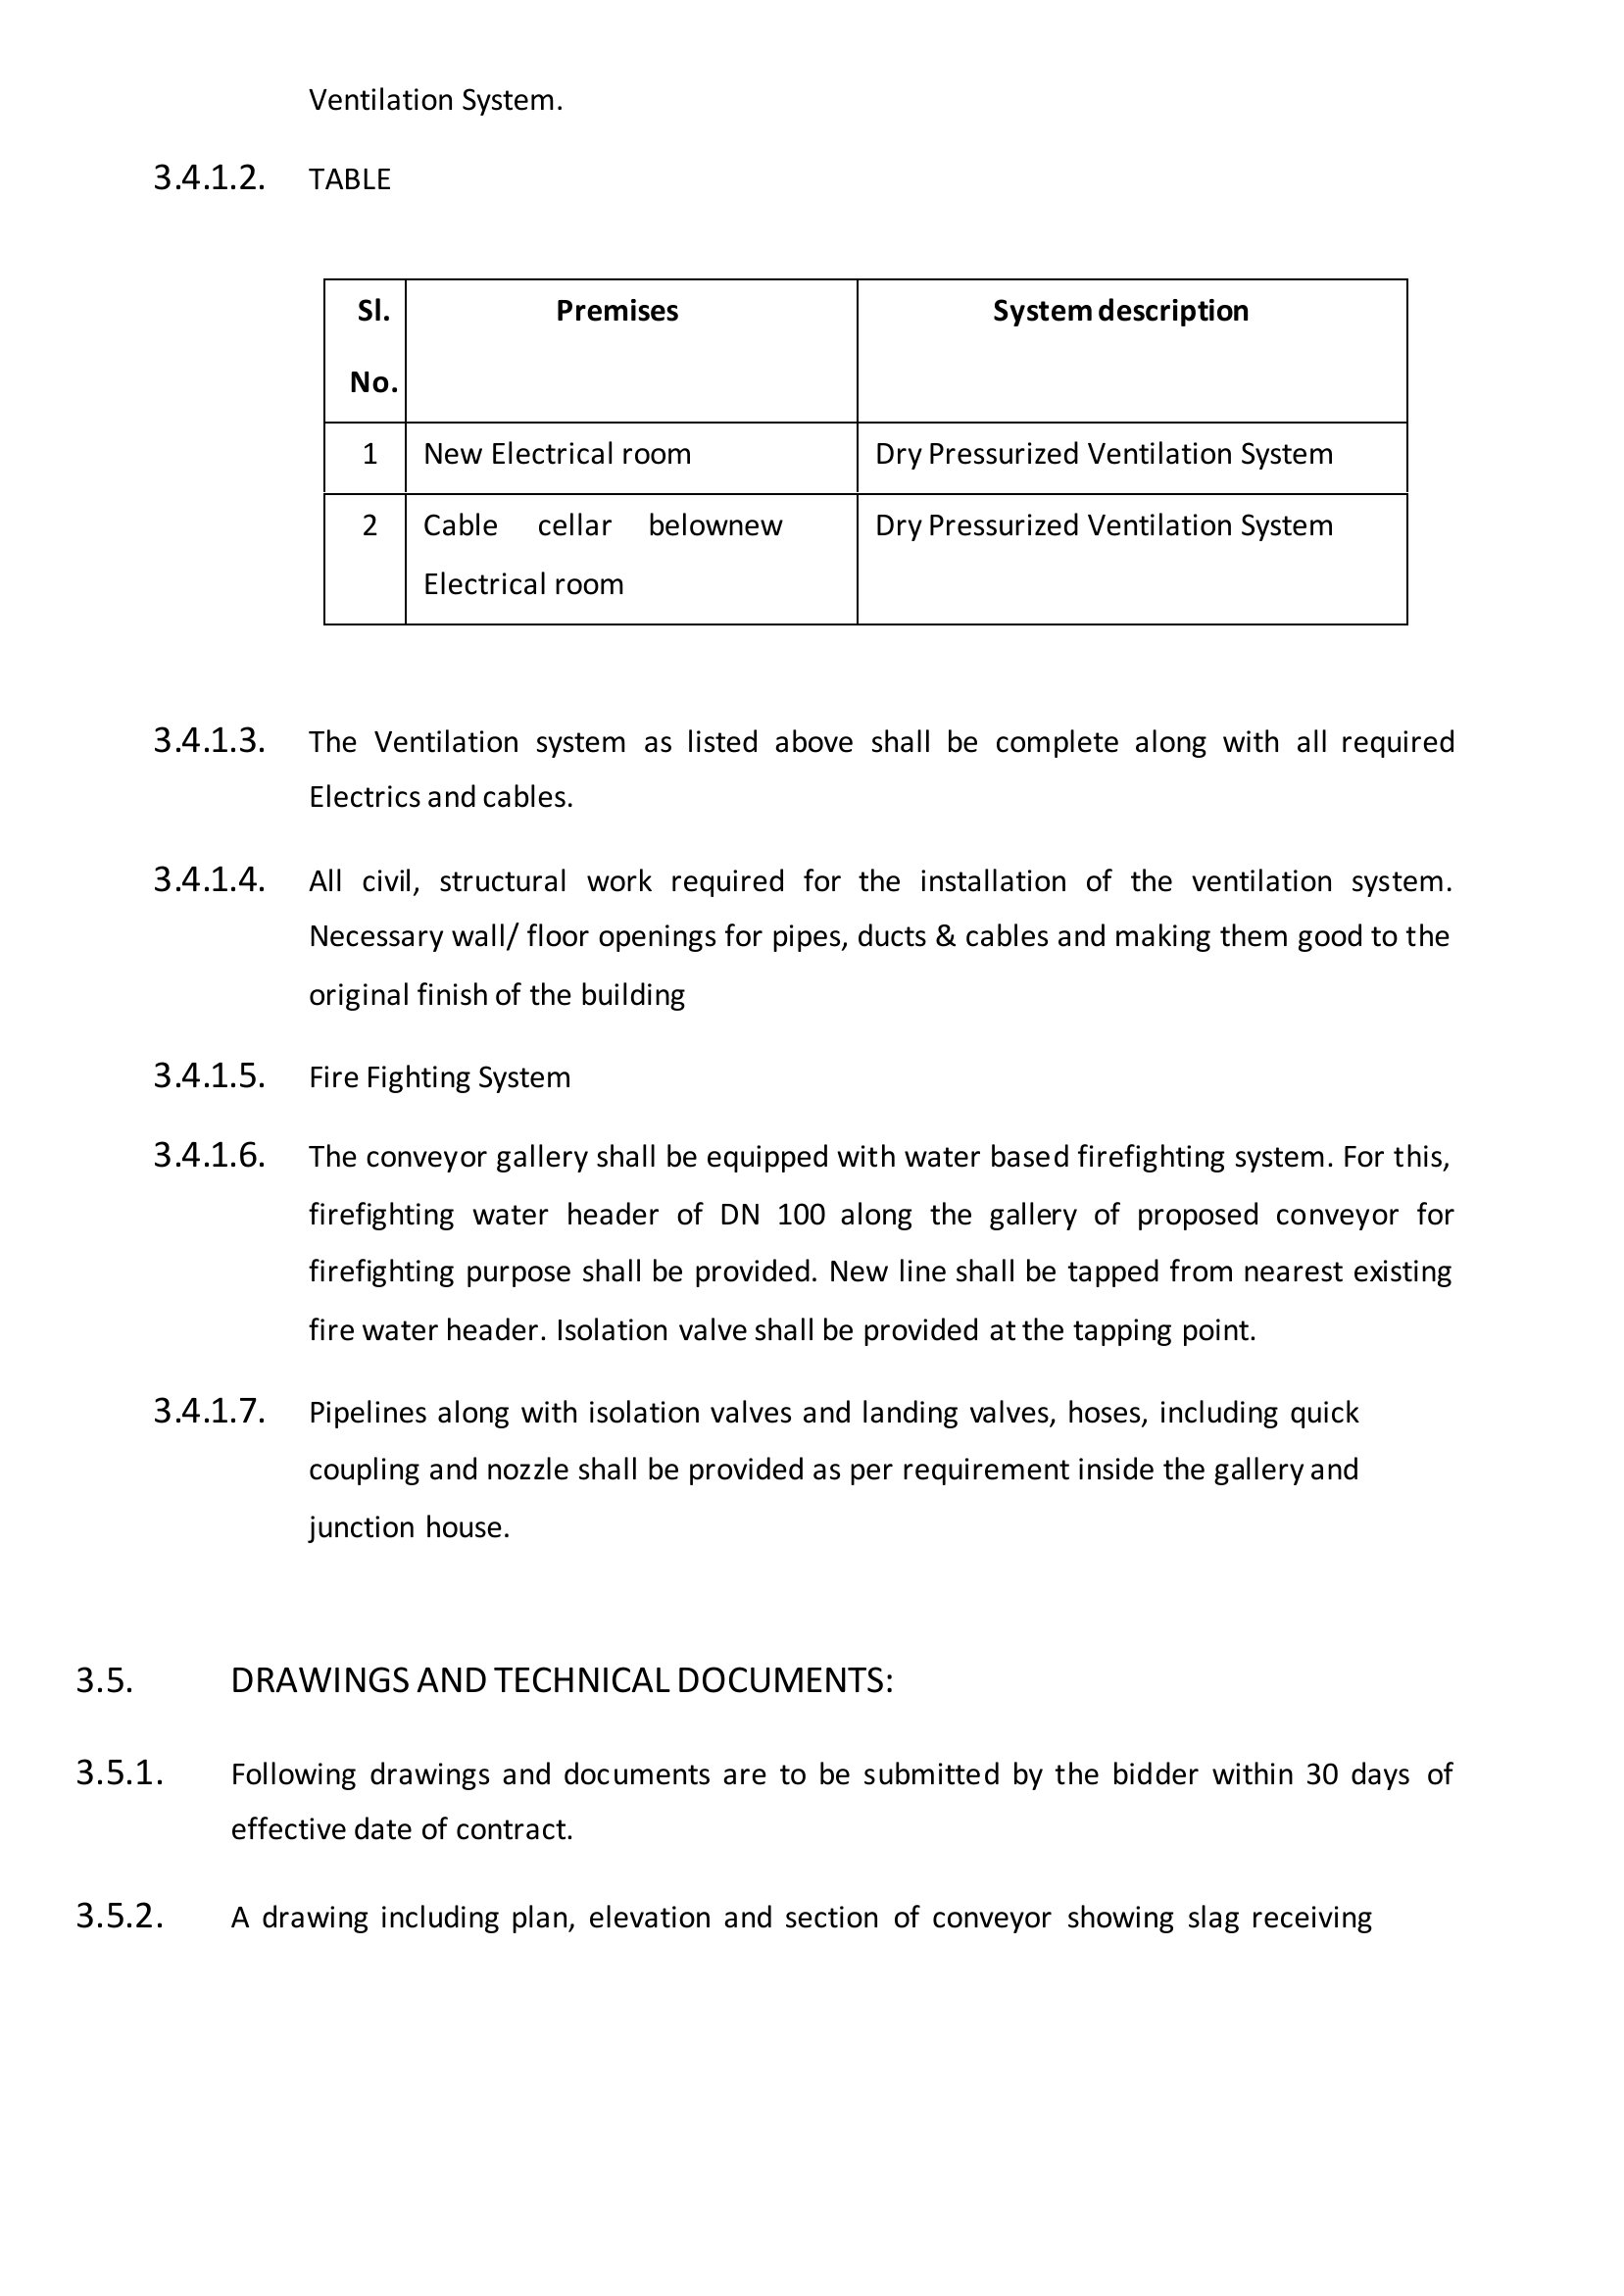 Ventilation System.
3.4.1.2. TABLE
Sl. Premises System description
No.
1 New Electrical room Dry Pressurized Ventilation System
2 Cable cellar belownew Dry Pressurized Ventilation System
Electrical room
3.4.1.3. The Ventilation system as listed above shall be complete along with all required
Electrics and cables.
3.4.1.4. All civil, structural work required for the installation of the ventilation system.
Necessary wall/ floor openings for pipes, ducts & cables and making them good to the
original finish of the building
3.4.1.5. Fire Fighting System
3.4.1.6. The conveyor gallery shall be equipped with water based firefighting system. For this,
firefighting water header of DN 100 along the gallery of proposed conveyor for
firefighting purpose shall be provided. New line shall be tapped from nearest existing
fire water header. Isolation valve shall be provided at the tapping point.
3.4.1.7. Pipelines along with isolation valves and landing valves, hoses, including quick
coupling and nozzle shall be provided as per requirement inside the gallery and
junction house.
3.5. DRAWINGS AND TECHNICAL DOCUMENTS:
3.5.1. Following drawings and documents are to be submitted by the bidder within 30 days of
effective date of contract.
3.5.2. A drawing including plan, elevation and section of conveyor showing slag receiving